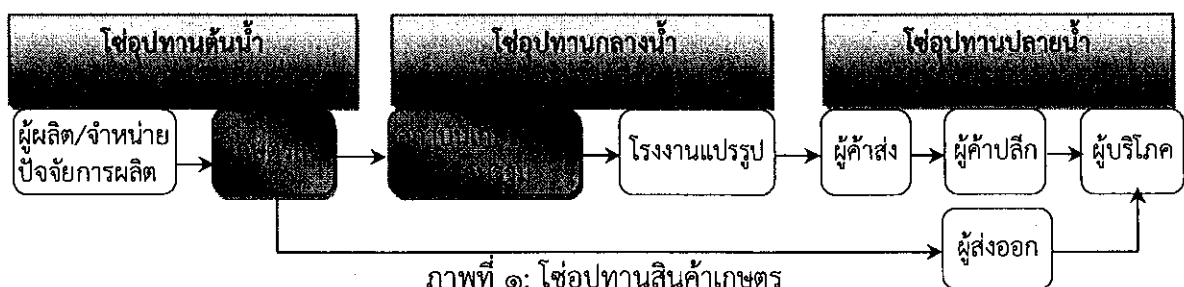 โซ่อุปทานต้นน้ำ
โซ่อุปทานกลางน้ำ
โซ่อุปทานปลายน้ำ
ผู้ผลิต/จำหน่าย
ปัจจัยการผลิต
โรงงานแปรรูป
ผู้ค้าส่ง
ผู้ค้าปลีก
ผู้บริโภค
ผู้ส่งออก
ภาพที่ ๑: โซ่อุปทานสินค้าเกษตร